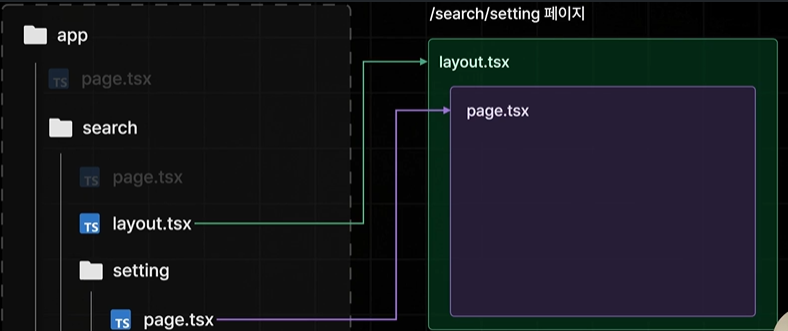 /search/setting 페이지
app
TS page.tsx
search
TS page.tsx
TS layout.tsx
setting
TS page.tsx
layout.tsx
page.tsx